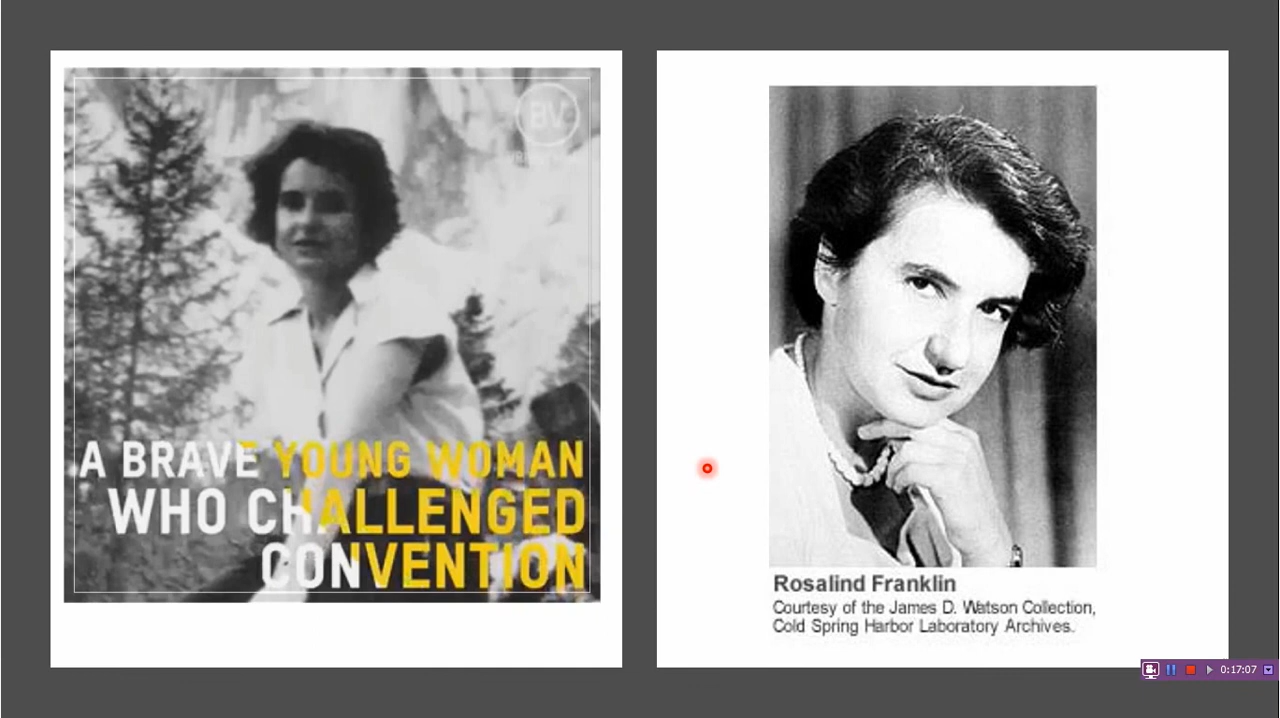 BV
A BRAVE YOUNG WOMAN
WHO CHALLENGED
CONVENTION
Rosalind Franklin
Courtesy of the James D. Watson Collection,
Cold Spring Harbor Laboratory Archives.
0:17:07